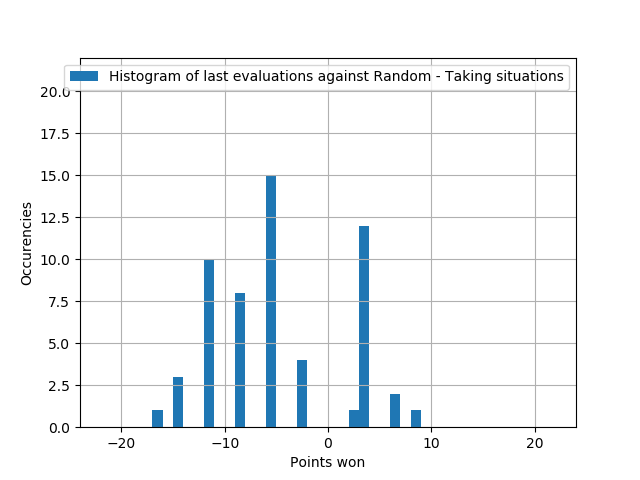 Histogram of last evaluations against Random - Taking situations
20.0
17.5
15.0
12.5
10.0
7.5
5.0
2.5
0.0
Occurencies
−20 −10 0 10 20
Points won